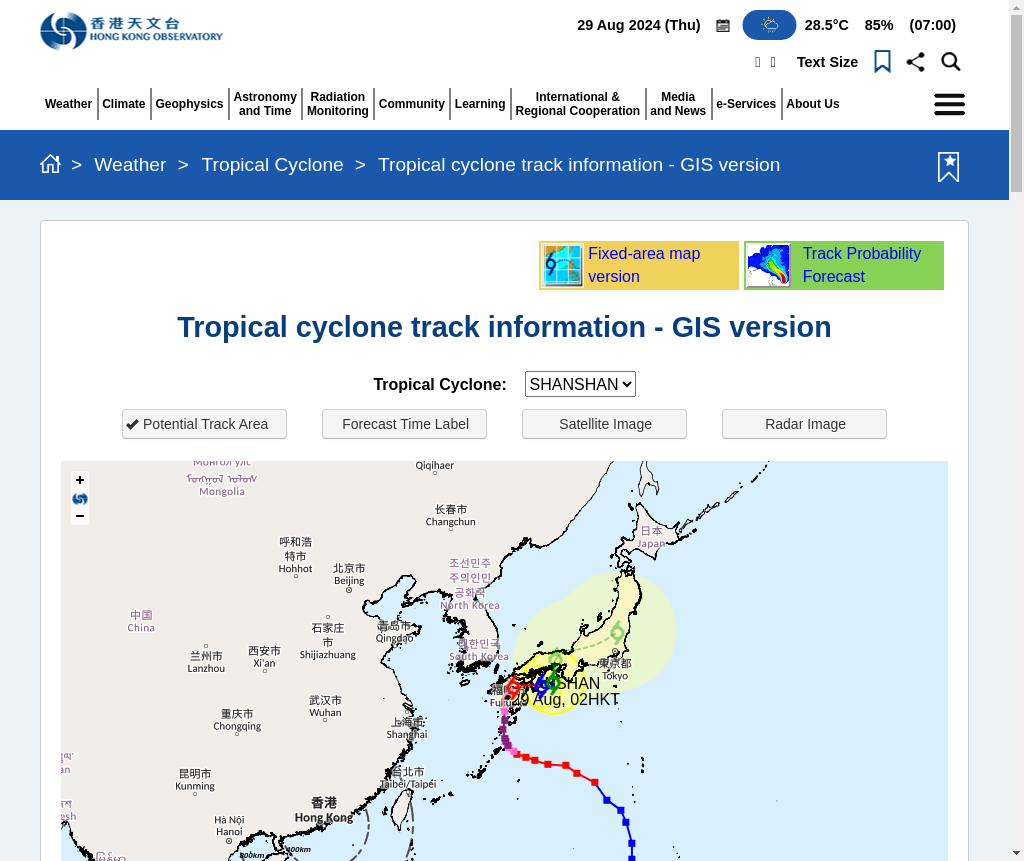 香港天文台
HONG KONG OBSERVATORY
29 Aug 2024 (Thu) 28.5°C 85% (07:00)
Text Size
Weather
Climate
Geophysics
Astronomy
and Time
Radiation
Monitoring
Community
Learning
International &
Regional Cooperation
Media
and News
e-Services
About Us
> Weather > Tropical Cyclone > Tropical cyclone track information - GIS version
Fixed-area map
version
Track Probability
Forecast
Tropical cyclone track information - GIS version
Tropical Cyclone: SHANSHAN
Potential Track Area
Forecast Time Label
Satellite Image
Radar Image
+
−
Mongolia
Qiqihaer
长春市
Changchun
日本
Japan
呼和浩
特市
Hohhot
北京市
Beijing
조선민주
주의인민
공화국
North Korea
中国
China
石家庄
市
Shijiazhuang
青岛市
Qingdao
대한민국
South Korea
兰州市
Lanzhou
西安市
Xi'an
東京都
Tokyo
SHAN
9 Aug, 02HKT
武汉市
Wuhan
重庆市
Chongqing
上海市
Shanghai
昆明市
Kunming
台北市
Taibei/Taipei
香港
Hong Kong
Hà Nội
Hanoi
800km
400km